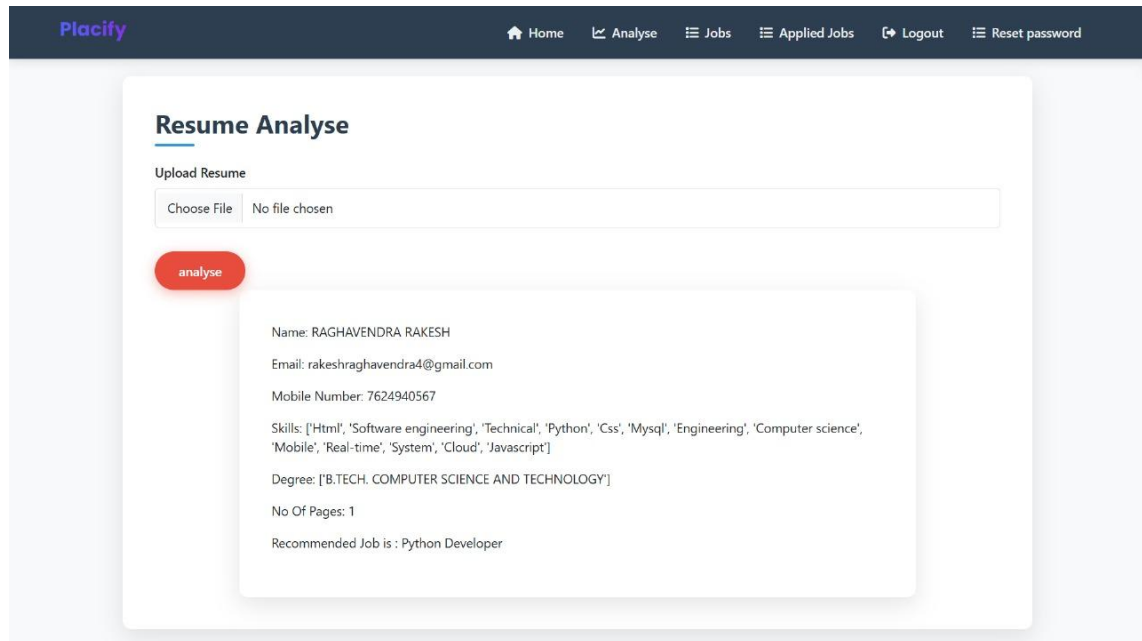 Placify
Home Analyse Jobs Applied Jobs Logout Reset password
Resume Analyse
Upload Resume
Choose File No file chosen
analyse
Name: RAGHAVENDRA RAKESH
Email: rakeshraghavendra4@gmail.com
Mobile Number: 7624940567
Skills: ['Html', 'Software engineering', 'Technical', 'Python', 'Css', 'Mysql', 'Engineering', 'Computer science',
'Mobile', 'Real-time', 'System', 'Cloud', 'Javascript']
Degree: ['B.TECH. COMPUTER SCIENCE AND TECHNOLOGY']
No Of Pages: 1
Recommended Job is : Python Developer